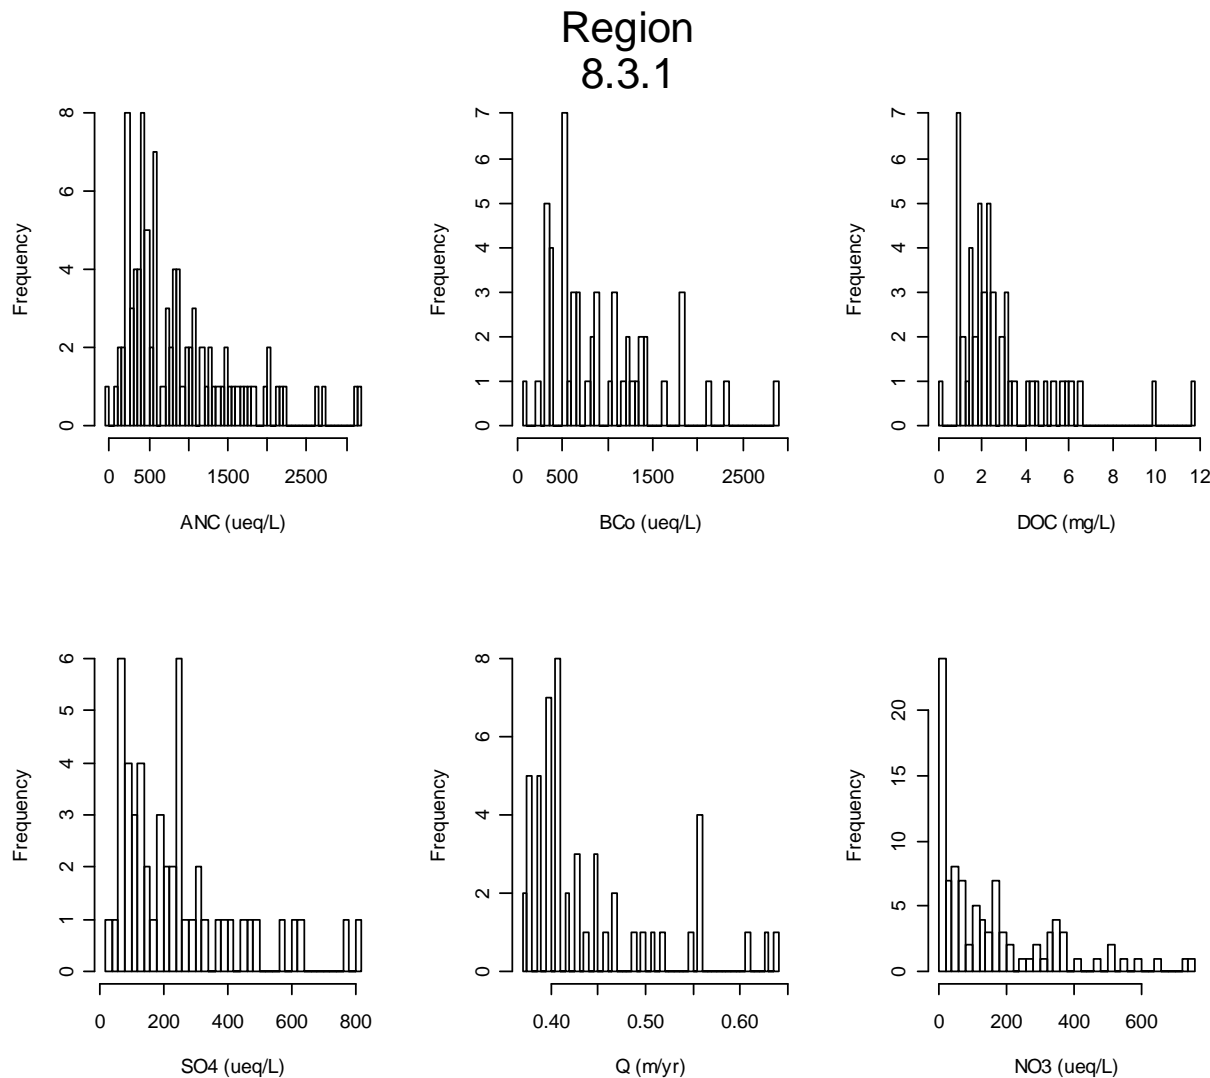 Region
8.3.1
Frequency
0 2 4 6 8
0 500 1500 2500
ANC (ueq/L)
Frequency
0 1 2 3 4 5 6 7
0 500 1500 2500
BCo (ueq/L)
Frequency
0 1 2 3 4 5 6 7
0 2 4 6 8 10 12
DOC (mg/L)
Frequency
0 1 2 3 4 5 6
0 200 400 600 800
SO4 (ueq/L)
Frequency
0 2 4 6 8
0.40 0.50 0.60
Q (m/yr)
Frequency
0 5 10 15 20
0 200 400 600
NO3 (ueq/L)